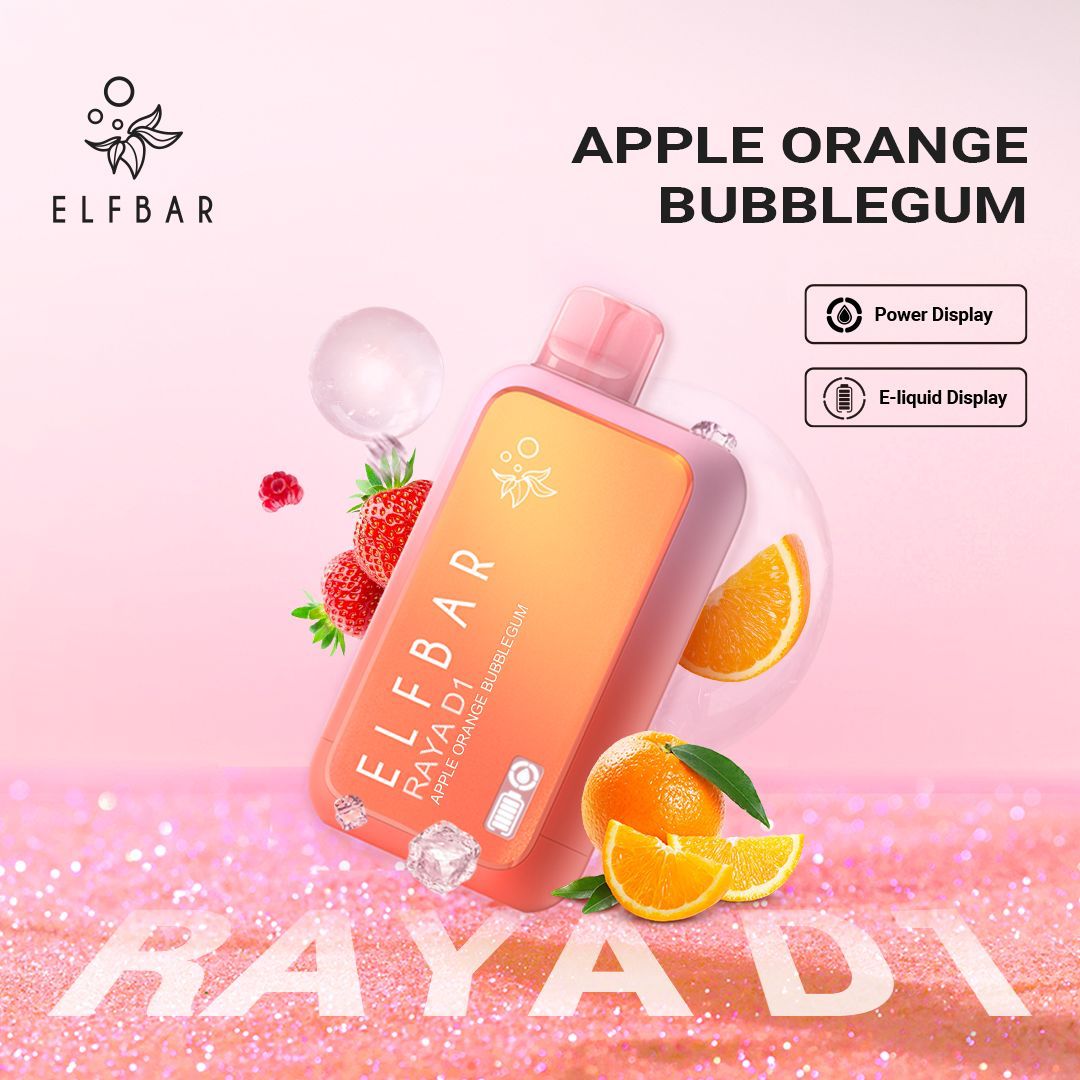 ELFBAR
APPLE ORANGE
BUBBLEGUM
Power Display
E-liquid Display
ELFBAR
RAYA D1
APPLE ORANGE BUBBLEGUM
RAYA D1